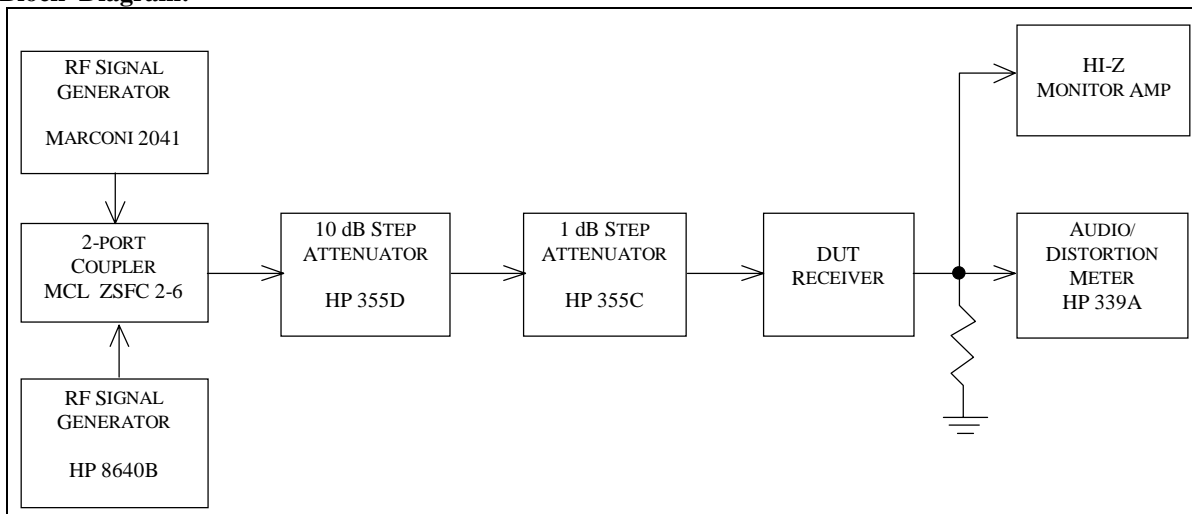 Block Diagram:
RF SIGNAL
GENERATOR
MARCONI 2041
2-PORT
COUPLER
MCL ZSFC 2-6
RF SIGNAL
GENERATOR
HP 8640B
10 dB STEP
ATTENUATOR
HP 355D
1 dB STEP
ATTENUATOR
HP 355C
DUT
RECEIVER
HI-Z
MONITOR AMP
AUDIO/
DISTORTION
METER
HP 339A